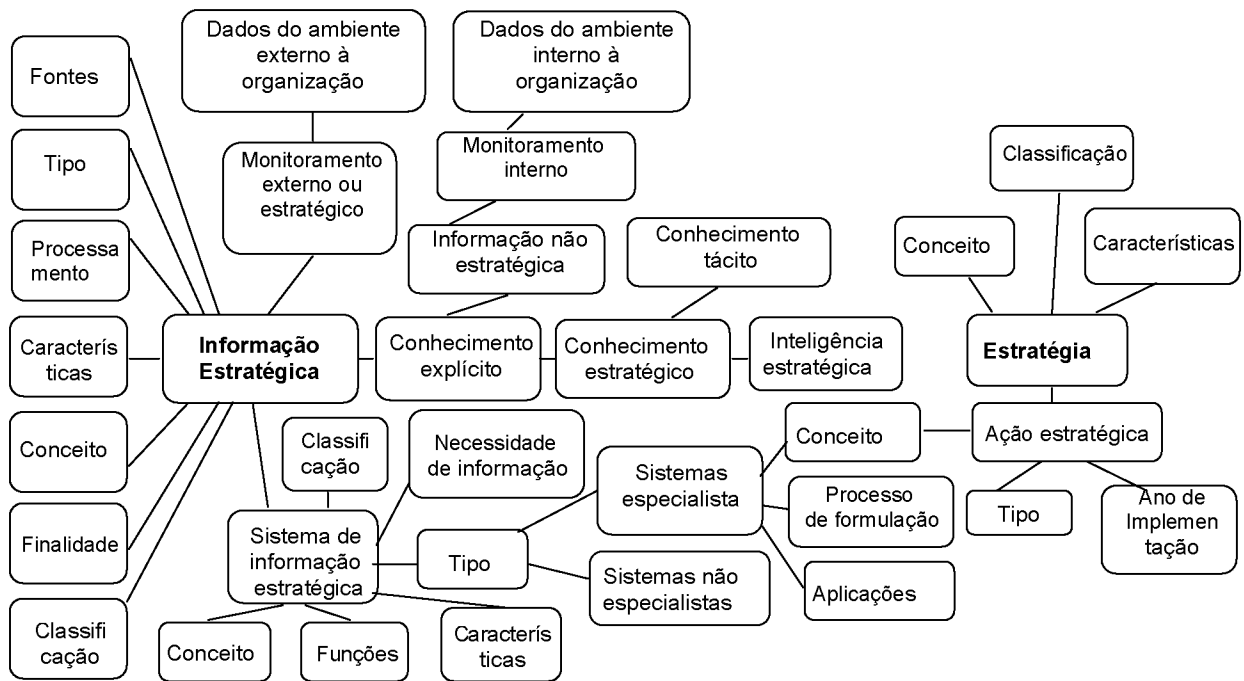 Fontes
Tipo
Processa
mento
Caracterís
ticas
Conceito
Finalidade
Classifi
cação
Dados do ambiente
externo à
organização
Monitoramento
externo ou
estratégico
Dados do ambiente
interno à
organização
Monitoramento
interno
Informação não
estratégica
Conhecimento
tácito
Informação
Estratégica
Conhecimento
explícito
Conhecimento
estratégico
Inteligência
estratégica
Classificação
Conceito
Características
Estratégia
Ação estratégica
Conceito
Tipo
Ano de
Implemen
tação
Classifi
cação
Necessidade
de informação
Sistema de
informação
estratégica
Tipo
Sistemas
especialista
Processo
de formulação
Aplicações
Sistemas não
especialistas
Conceito
Funções
Caracterís
ticas